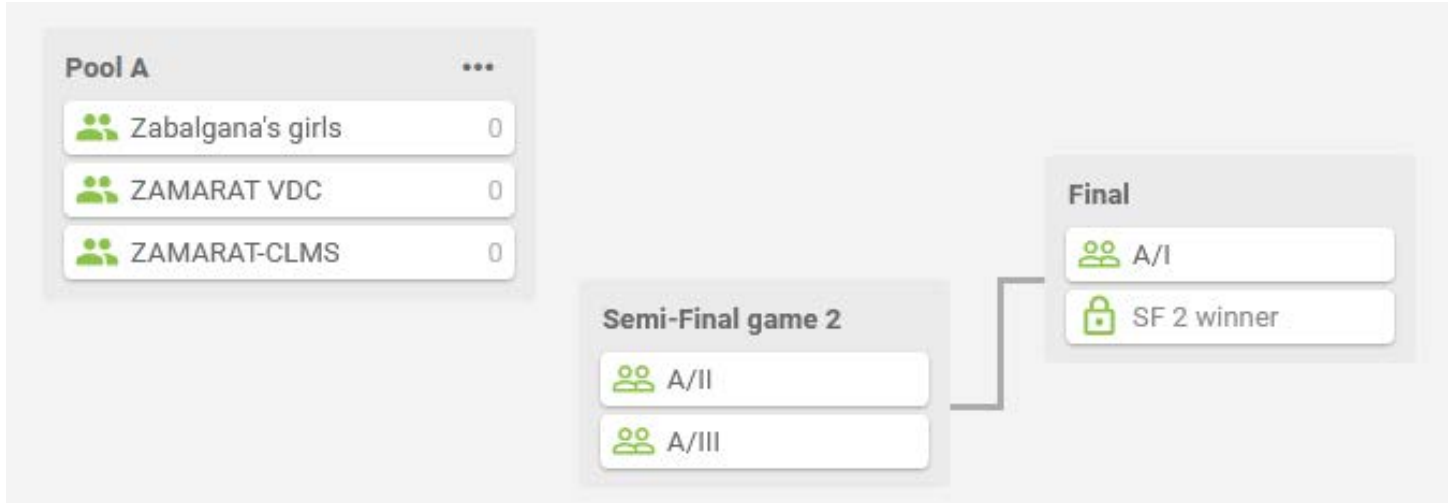 Pool A
Zabalgana's girls 0
ZAMARAT VDC 0
ZAMARAT-CLMS 0
Semi-Final game 2
A/II
A/III
Final
A/I
SF 2 winner